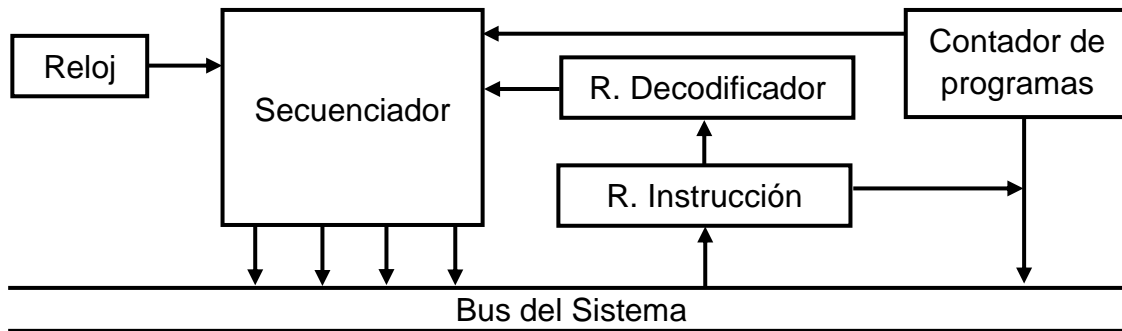 Reloj
Secuenciador
R. Decodificador
R. Instrucción
Contador de
programas
Bus del Sistema